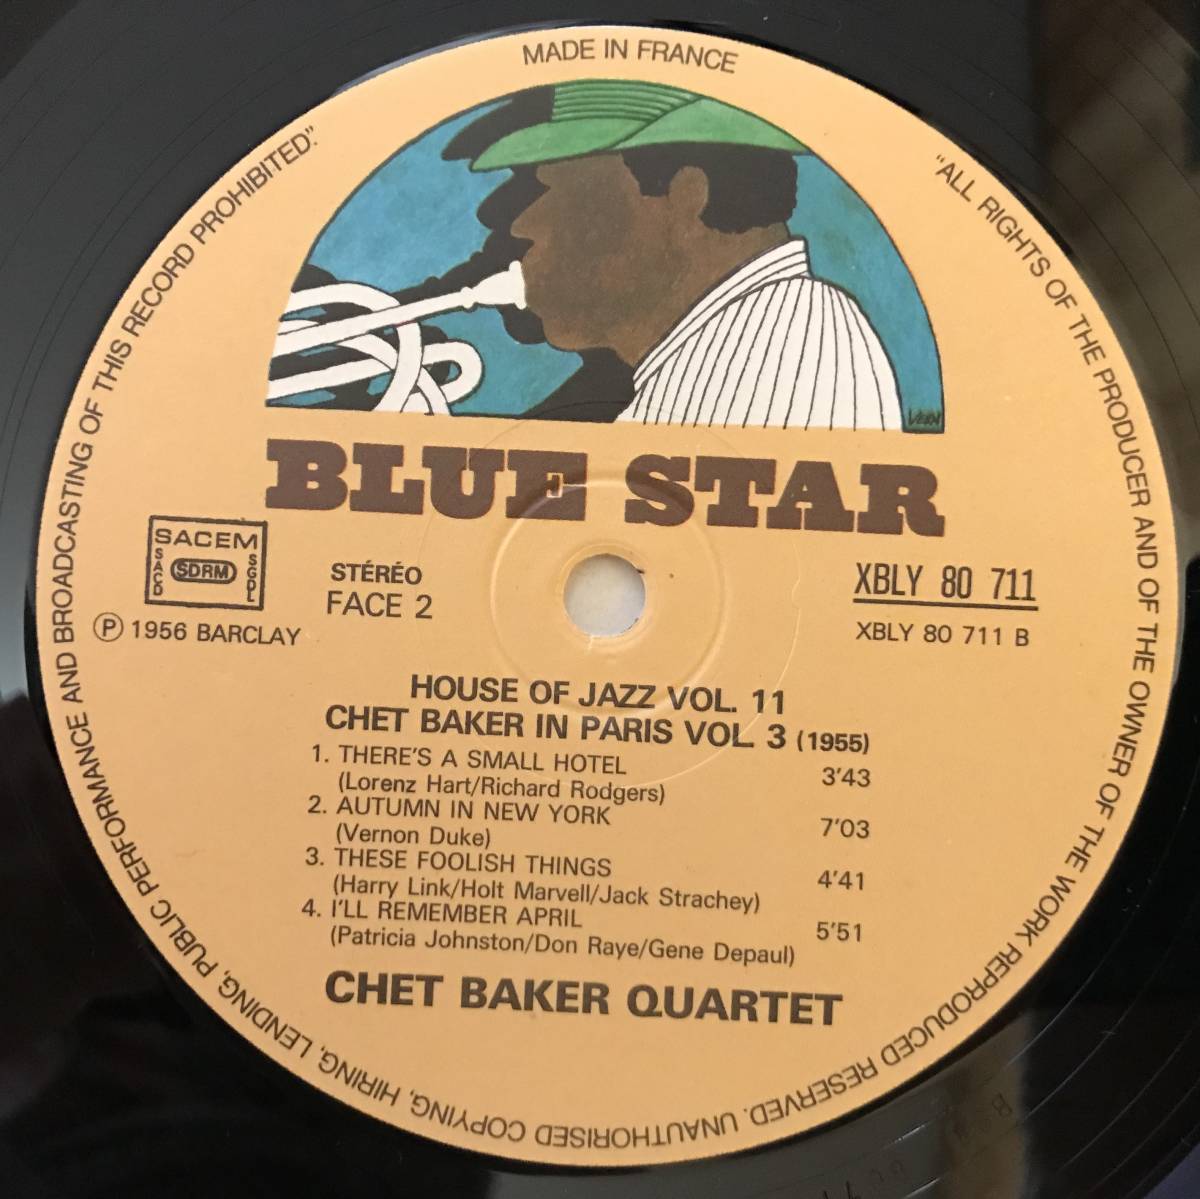 MADE IN FRANCE
"ALL RIGHTS OF THE PRODUCER AND OF THE OWNER OF THE WORK REPRODUCED RESERVED. UNAUTHORISED COPYING, HIRING, LENDING, PUBLIC PERFORMANCE AND BROADCASTING OF THIS RECORD PROHIBITED."
BLUE STAR
SACEM
SACD
SDRM
SGDL
STÉRÉO
FACE 2
Ⓟ 1956 BARCLAY
XBLY 80 711
XBLY 80 711 B
HOUSE OF JAZZ VOL. 11
CHET BAKER IN PARIS VOL. 3 (1955)
1. THERE'S A SMALL HOTEL 3'43
(Lorenz Hart/Richard Rodgers)
2. AUTUMN IN NEW YORK 7'03
(Vernon Duke)
3. THESE FOOLISH THINGS 4'41
(Harry Link/Holt Marvell/Jack Strachey)
4. I'LL REMEMBER APRIL 5'51
(Patricia Johnston/Don Raye/Gene Depaul)
CHET BAKER QUARTET